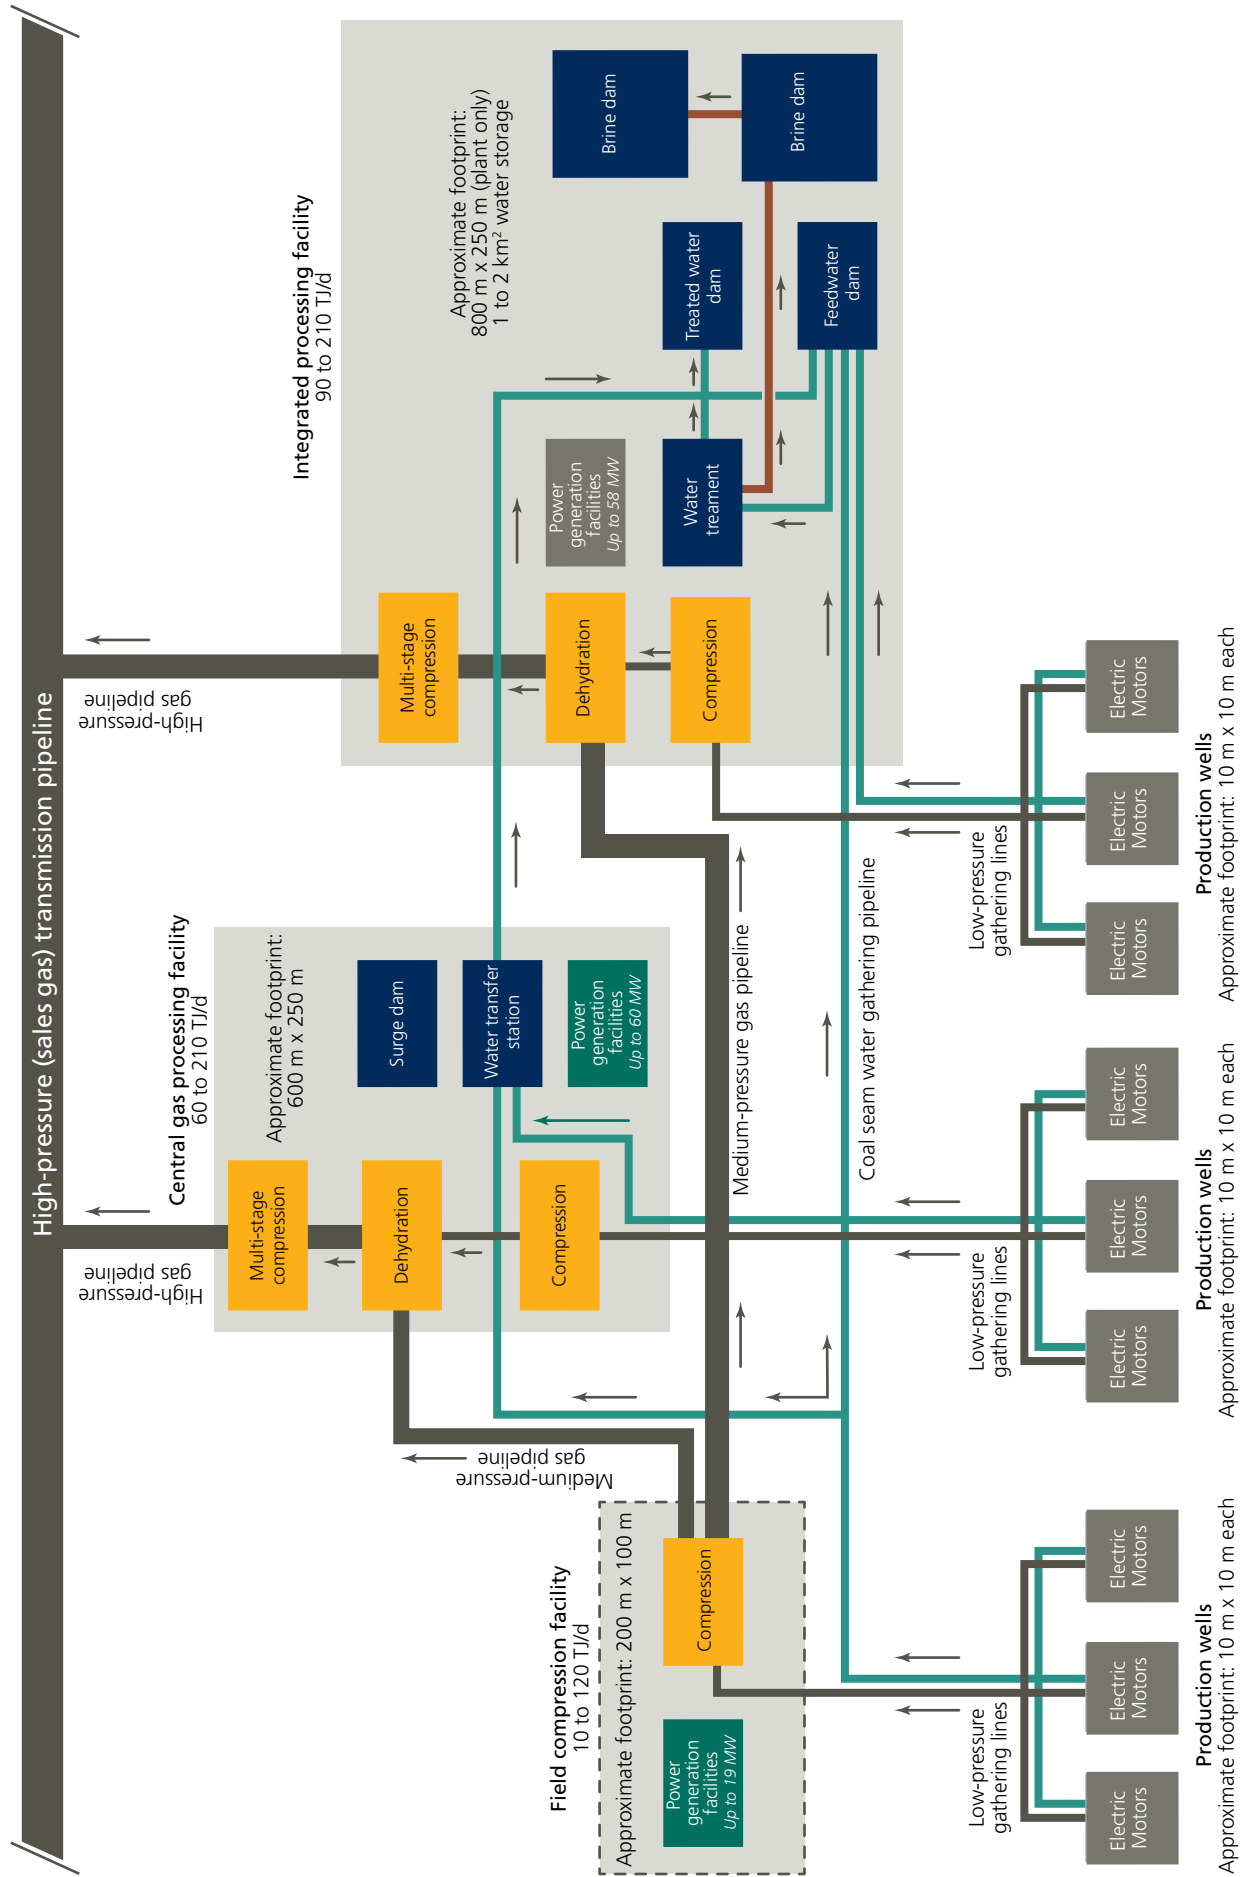 High-pressure (sales gas) transmission pipeline
High-pressure
gas pipeline
High-pressure
gas pipeline
Field compression facility
10 to 120 TJ/d
Approximate footprint: 200 m x 100 m
Power
generation
facilities
Up to 19 MW
Compression
Medium-pressure
gas pipeline
Central gas processing facility
60 to 210 TJ/d
Approximate footprint:
600 m x 250 m
Multi-stage
compression
Dehydration
Compression
Surge dam
Water transfer
station
Power
generation
facilities
Up to 60 MW
Integrated processing facility
90 to 210 TJ/d
Approximate footprint:
800 m x 250 m (plant only)
1 to 2 km² water storage
Multi-stage
compression
Dehydration
Compression
Power
generation
facilities
Up to 58 MW
Water
treament
Treated water
dam
Feedwater
dam
Brine dam
Brine dam
Medium-pressure gas pipeline
Coal seam water gathering pipeline
Low-pressure
gathering lines
Electric
Motors
Electric
Motors
Electric
Motors
Production wells
Approximate footprint: 10 m x 10 m each
Low-pressure
gathering lines
Electric
Motors
Electric
Motors
Electric
Motors
Production wells
Approximate footprint: 10 m x 10 m each
Low-pressure
gathering lines
Electric
Motors
Electric
Motors
Electric
Motors
Production wells
Approximate footprint: 10 m x 10 m each